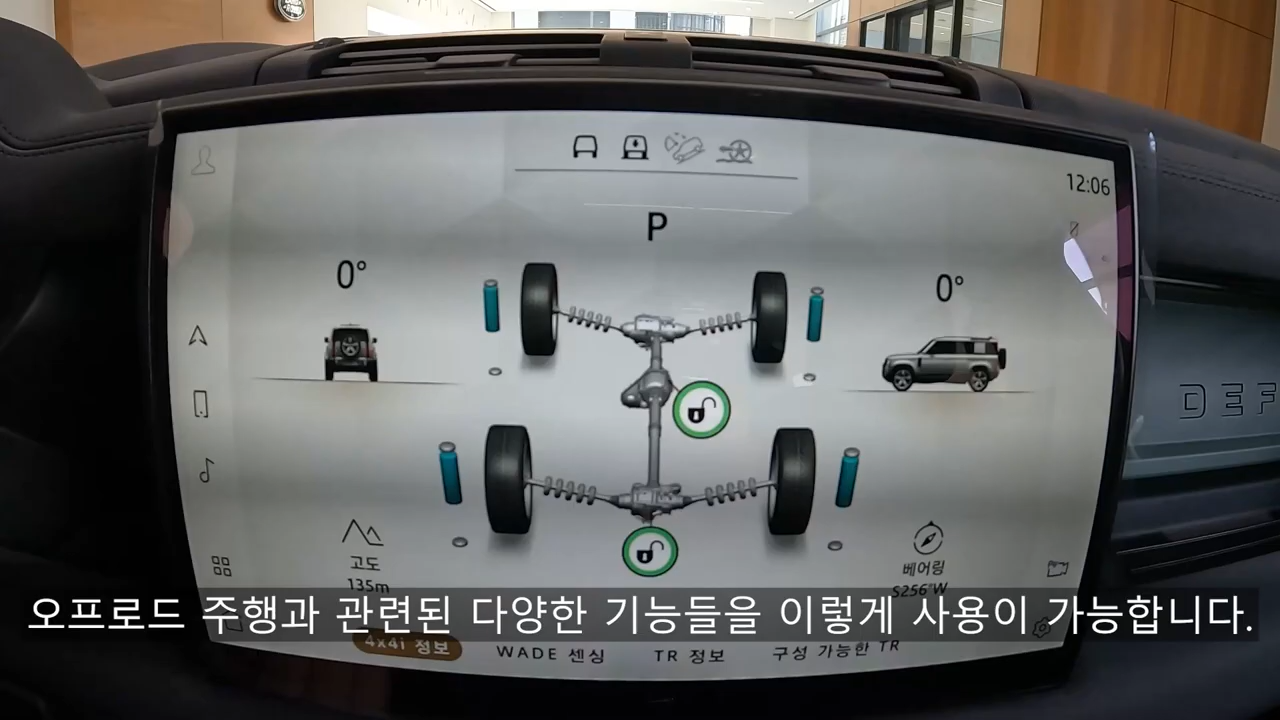 12:06
P
0°
0°
고도
135m
베어링
S256°W
DEF
오프로드 주행과 관련된 다양한 기능들을 이렇게 사용이 가능합니다.
4x4i 정보
WADE 센싱
TR 정보
구성 가능한 TR